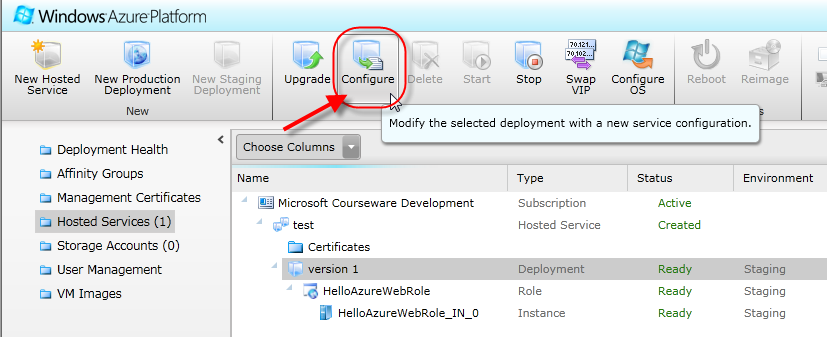 Windows Azure Platform
New Hosted Service
New Production Deployment
New Staging Deployment
Upgrade
Configure
Delete
Start
Stop
70,121...
70,102...
Swap VIP
Configure OS
Reboot
Reimage
New
Modify the selected deployment with a new service configuration.
Deployment Health
Affinity Groups
Management Certificates
Hosted Services (1)
Storage Accounts (0)
User Management
VM Images
Choose Columns
Name Type Status Environment
Microsoft Courseware Development Subscription Active
test Hosted Service Created
Certificates
version 1 Deployment Ready Staging
HelloAzureWebRole Role Ready Staging
HelloAzureWebRole_IN_0 Instance Ready Staging